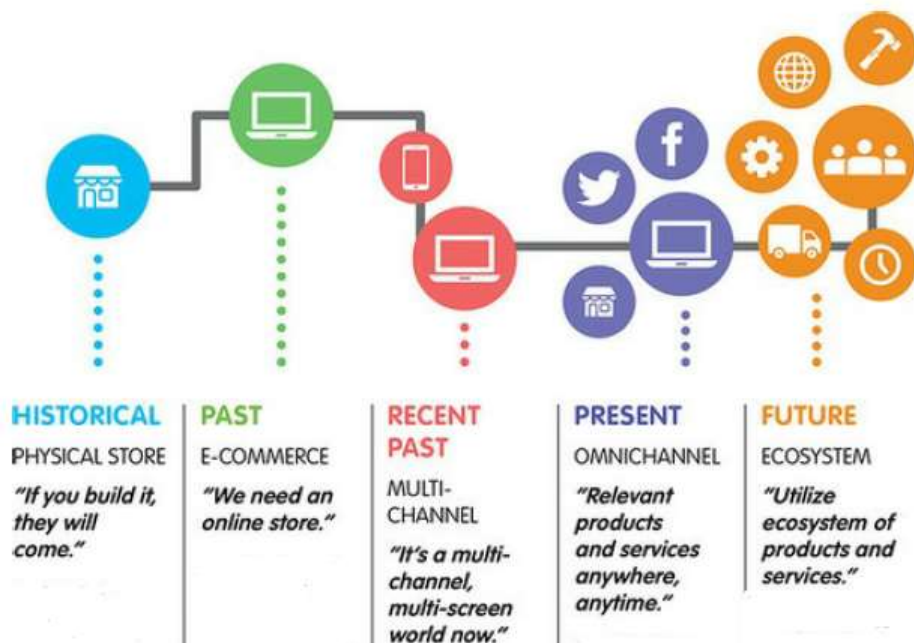 HISTORICAL
PHYSICAL STORE
"If you build it,
they will
come."
PAST
E-COMMERCE
"We need an
online store."
RECENT
PAST
MULTI-
CHANNEL
"It's a multi-
channel,
multi-screen
world now."
PRESENT
OMNICHANNEL
"Relevant
products
and services
anywhere,
anytime."
FUTURE
ECOSYSTEM
"Utilize
ecosystem of
products and
services."